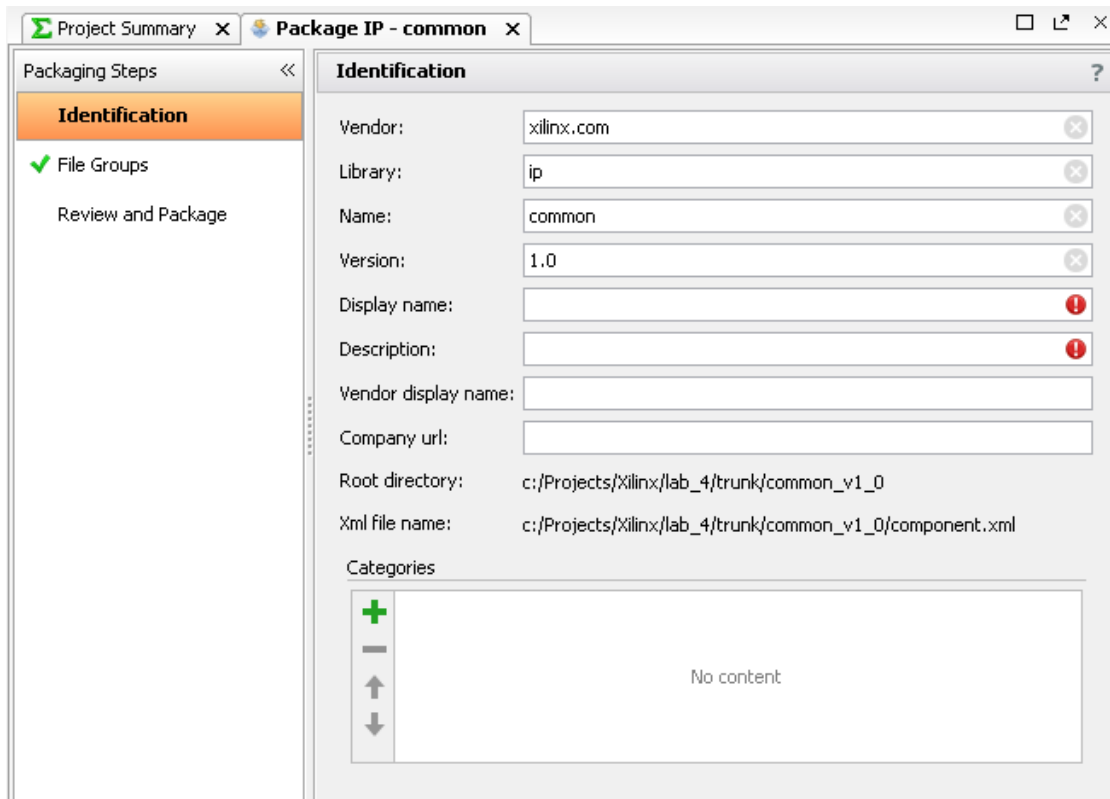 Project Summary
Package IP - common
Packaging Steps
Identification
File Groups
Review and Package
Identification
Vendor: xilinx.com
Library: ip
Name: common
Version: 1.0
Display name:
Description:
Vendor display name:
Company url:
Root directory: c:/Projects/Xilinx/lab_4/trunk/common_v1_0
Xml file name: c:/Projects/Xilinx/lab_4/trunk/common_v1_0/component.xml
Categories
No content